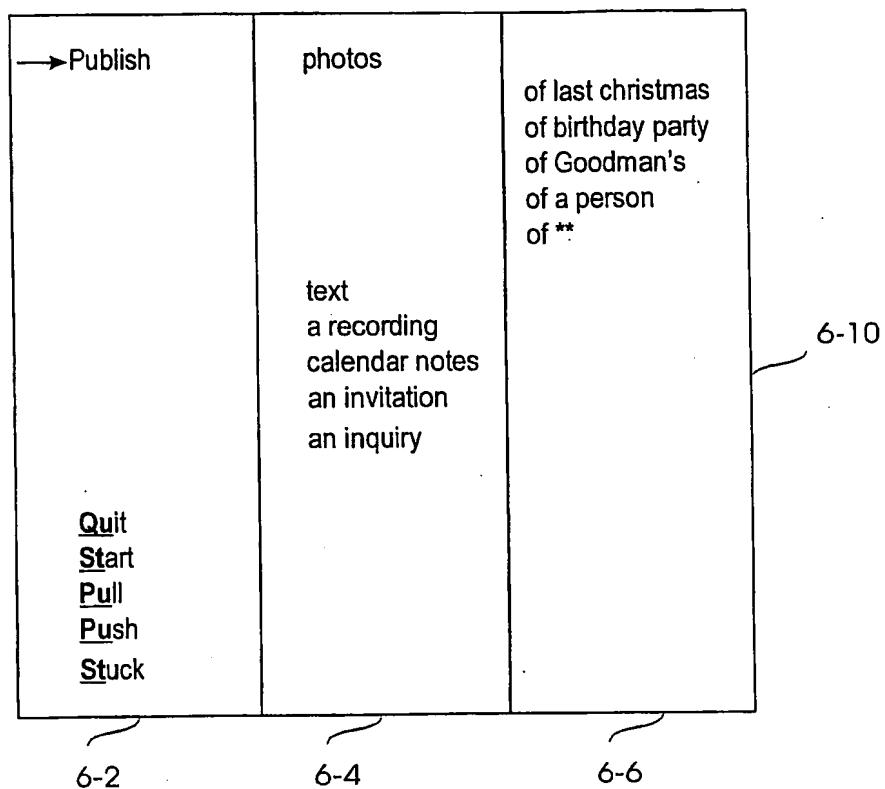 Publish
photos
of last christmas
of birthday party
of Goodman's
of a person
of **
text
a recording
calendar notes
an invitation
an inquiry
Quit
Start
Pull
Push
Stuck
6-10
6-2
6-4
6-6